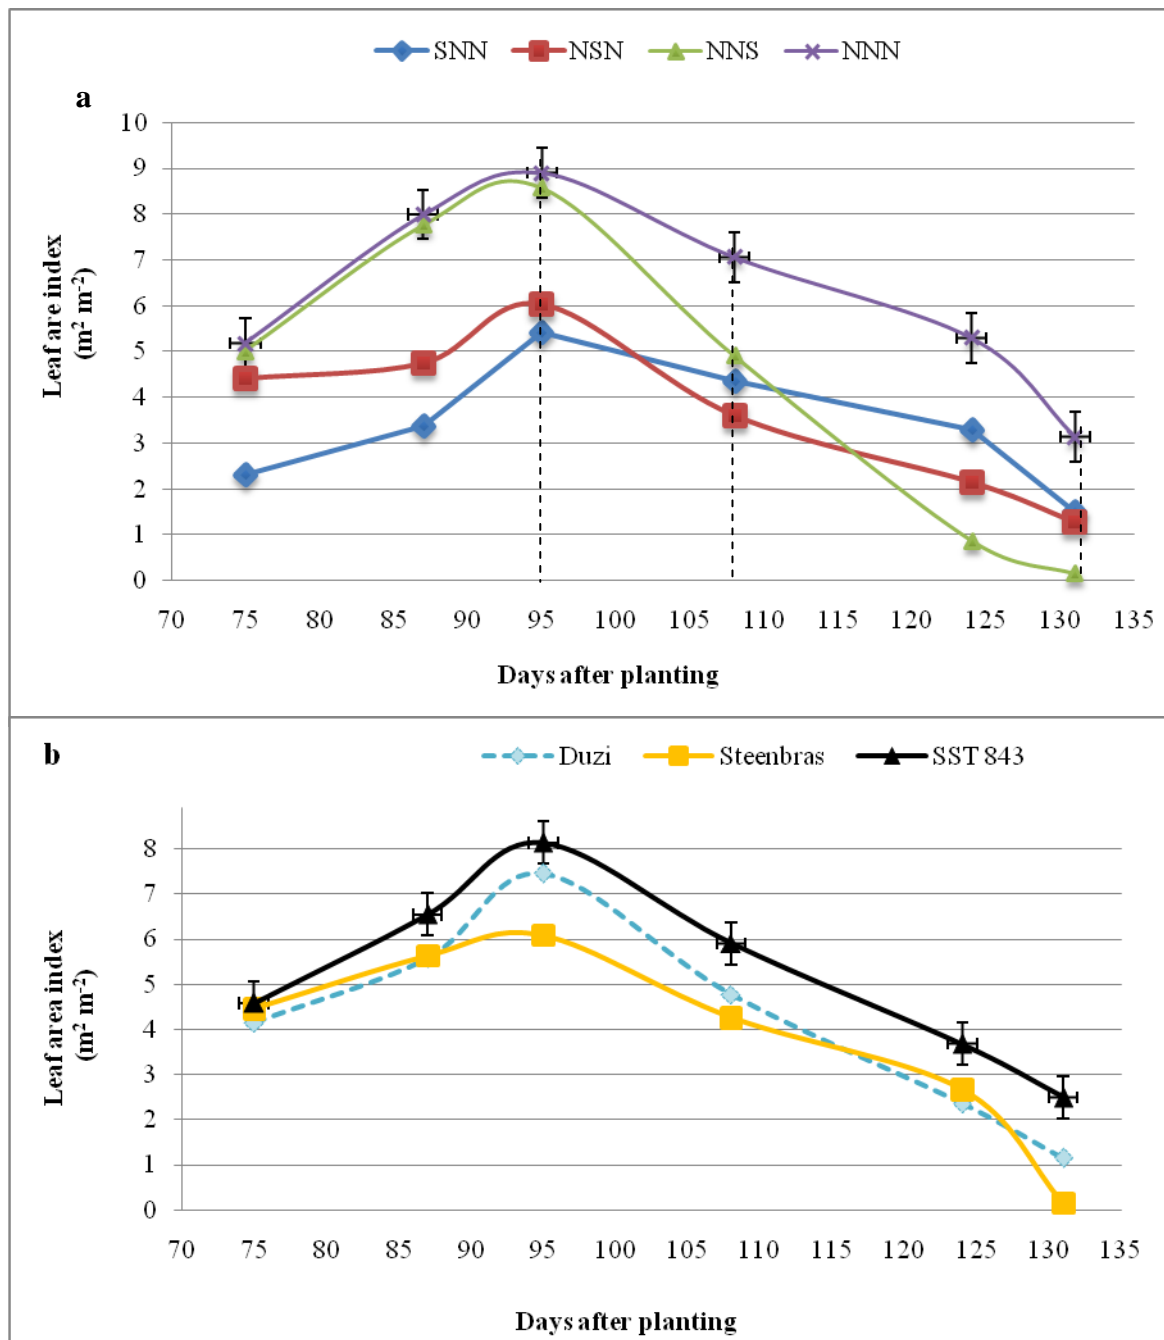 SNN NSN NNS NNN
a
10
9
8
7
6
5
4
3
2
1
0
Leaf are index
(m² m⁻²)
70 75 80 85 90 95 100 105 110 115 120 125 130 135
Days after planting
b
Duzi Steenbras SST 843
8
7
6
5
4
3
2
1
0
Leaf area index
(m² m⁻²)
70 75 80 85 90 95 100 105 110 115 120 125 130 135
Days after planting